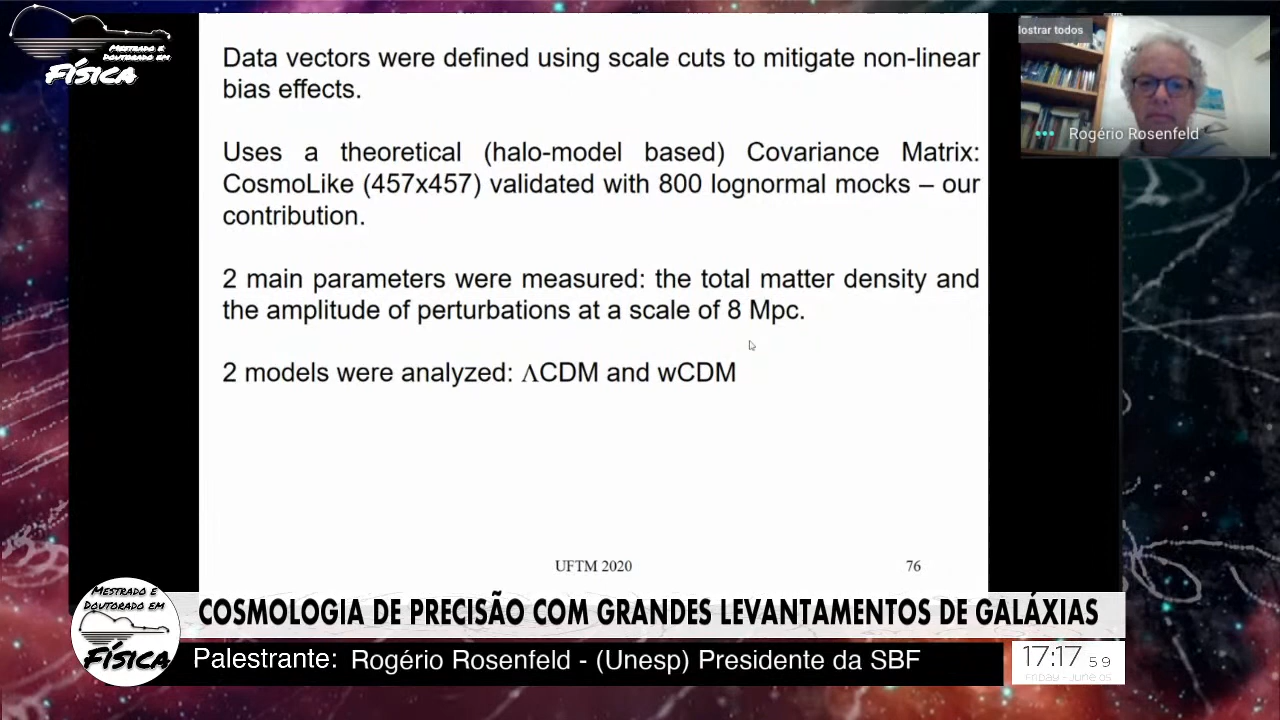 MESTRADO E
DOUTORADO EM
FÍSICA
Data vectors were defined using scale cuts to mitigate non-linear
bias effects.
Uses a theoretical (halo-model based) Covariance Matrix:
CosmoLike (457x457) validated with 800 lognormal mocks – our
contribution.
2 main parameters were measured: the total matter density and
the amplitude of perturbations at a scale of 8 Mpc.
2 models were analyzed: ΛCDM and wCDM
UFTM 2020
76
lostrar todos
Rogério Rosenfeld
MESTRADO E
DOUTORADO EM
FÍSICA
COSMOLOGIA DE PRECISÃO COM GRANDES LEVANTAMENTOS DE GALÁXIAS
Palestrante: Rogério Rosenfeld - (Unesp) Presidente da SBF
17:17 59
FRIDAY - JUNE 05